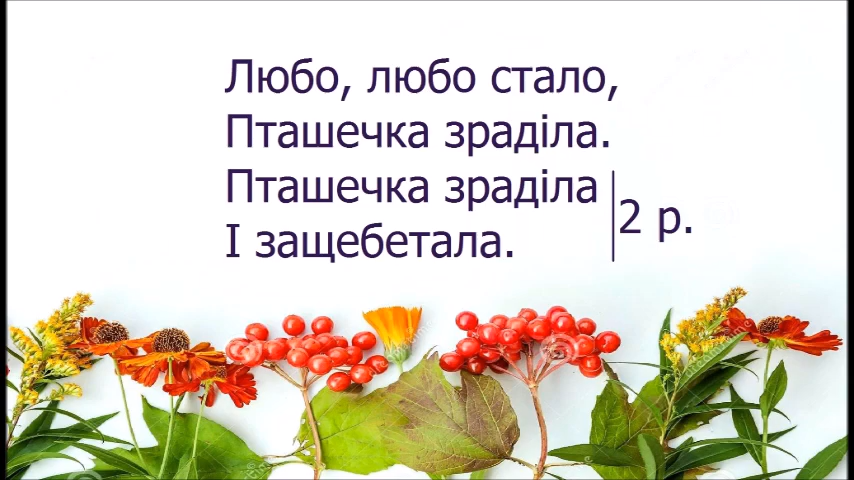 Любо, любо стало,
Пташечка зраділа.
Пташечка зраділа
І защебетала.
2 р.